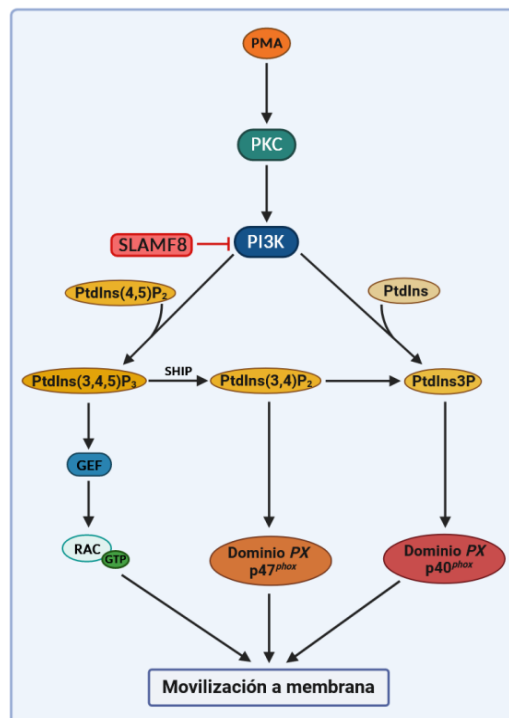 PMA
PKC
SLAMF8
PI3K
PtdIns(4,5)P₂
PtdIns
PtdIns(3,4,5)P₃
SHIP
PtdIns(3,4)P₂
PtdIns3P
GEF
RAC
GTP
Dominio PX
p47phox
Dominio PX
p40phox
Movilización a membrana